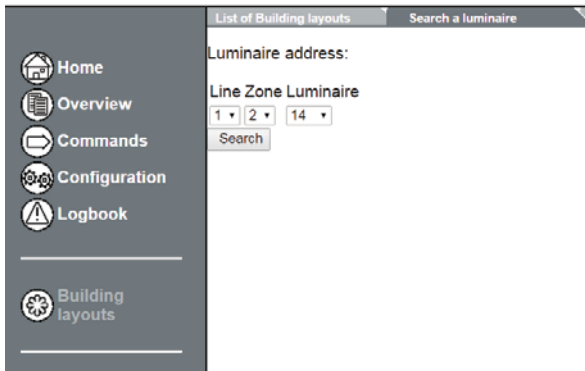 List of Building layouts
Search a luminaire
Home
Overview
Commands
Configuration
Logbook
Building
layouts
Luminaire address:
Line Zone Luminaire
1 2 14
Search